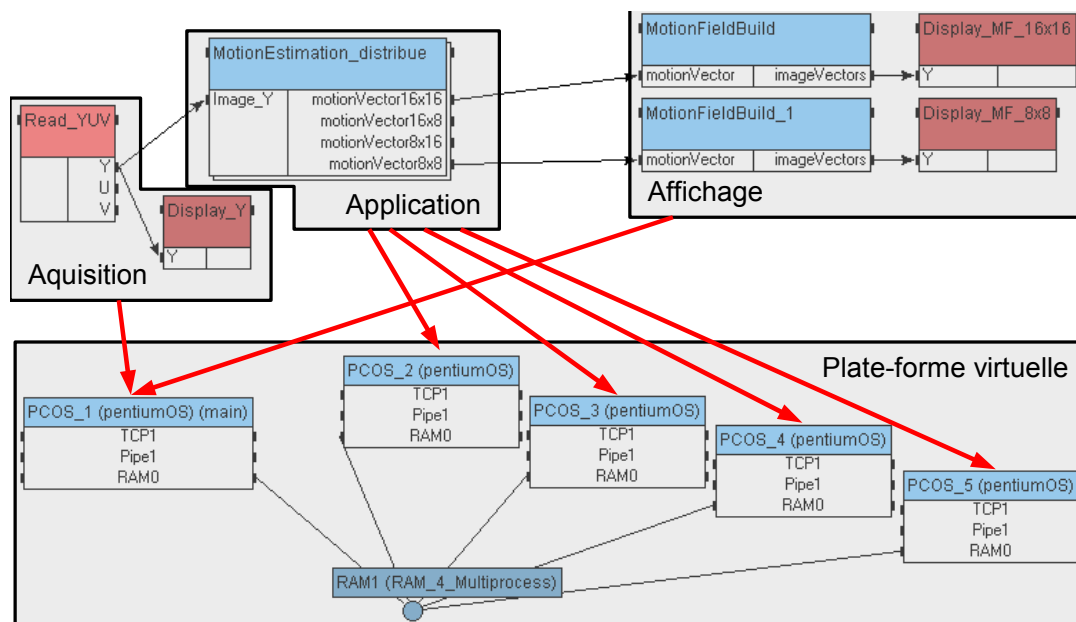 Read_YUV
Y
U
V
Display_Y
Y
Aquisition
MotionEstimation_distribue
Image_Y
motionVector16x16
motionVector16x8
motionVector8x16
motionVector8x8
Application
MotionFieldBuild
motionVector imageVectors
Display_MF_16x16
Y
MotionFieldBuild_1
motionVector imageVectors
Display_MF_8x8
Y
Affichage
Plate-forme virtuelle
PCOS_1 (pentiumOS) (main)
TCP1
Pipe1
RAM0
PCOS_2 (pentiumOS)
TCP1
Pipe1
RAM0
PCOS_3 (pentiumOS)
TCP1
Pipe1
RAM0
PCOS_4 (pentiumOS)
TCP1
Pipe1
RAM0
PCOS_5 (pentiumOS)
TCP1
Pipe1
RAM0
RAM1 (RAM_4_Multiprocess)